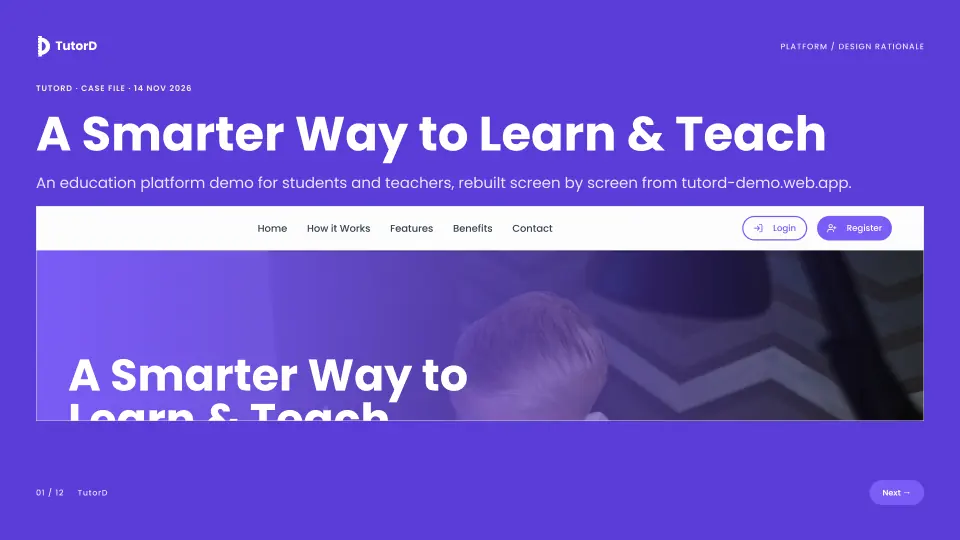 TutorD
PLATFORM / DESIGN RATIONALE
TUTORD · CASE FILE · 14 NOV 2026
A Smarter Way to Learn & Teach
An education platform demo for students and teachers, rebuilt screen by screen from tutord-demo.web.app.
Home How it Works Features Benefits Contact Login Register
A Smarter Way to
Learn & Teach
01 / 12 TutorD
Next →